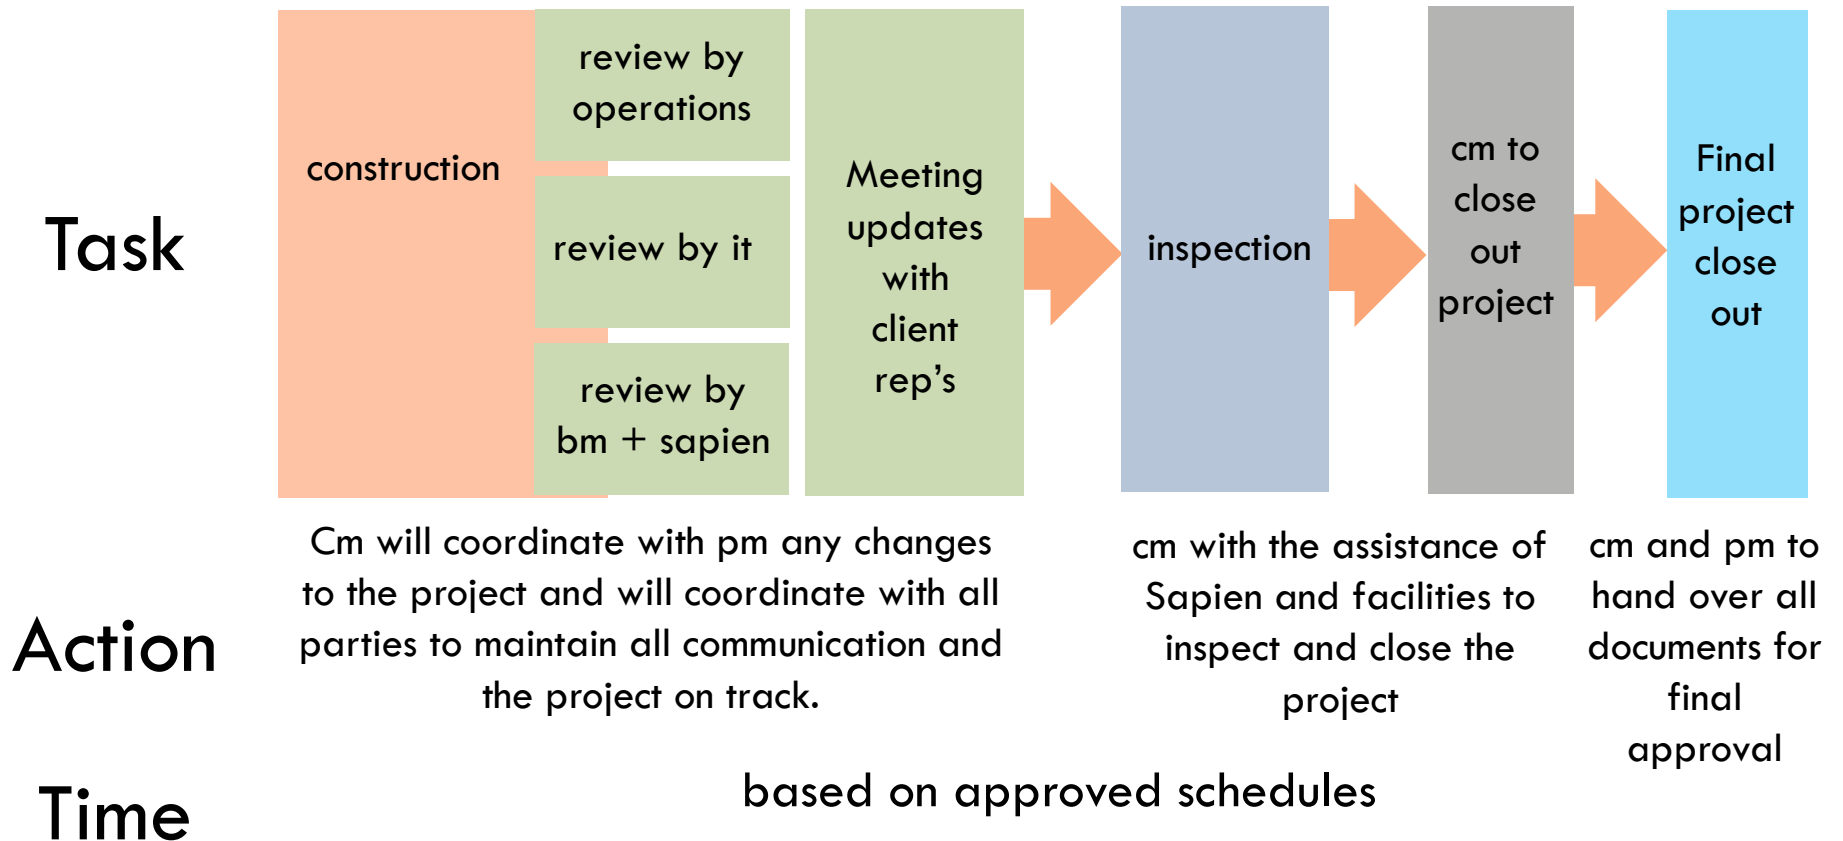 Task
construction
review by
operations
review by it
review by
bm + sapien
Meeting
updates
with
client
rep’s
inspection
cm to
close
out
project
Final
project
close
out
Action
Cm will coordinate with pm any changes
to the project and will coordinate with all
parties to maintain all communication and
the project on track.
cm with the assistance of
Sapien and facilities to
inspect and close the
project
cm and pm to
hand over all
documents for
final
approval
Time
based on approved schedules